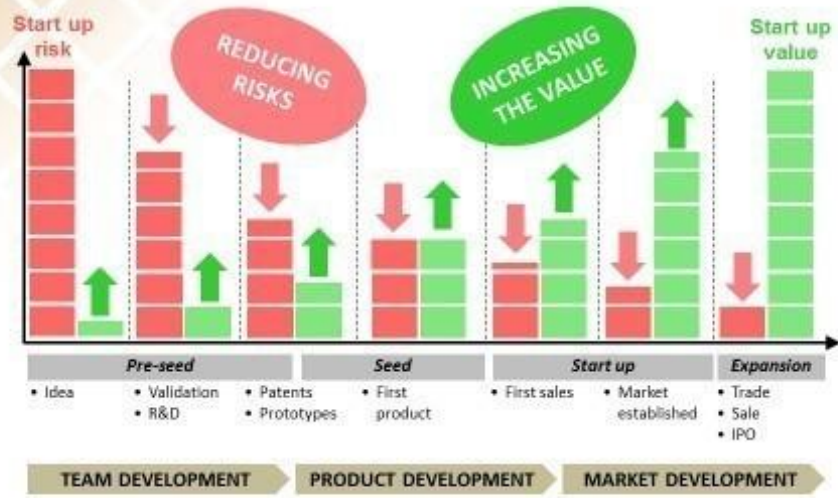 Start up
risk
REDUCING
RISKS
INCREASING
THE VALUE
Start up
value
Pre-seed
Seed
Start up
Expansion
• Idea
• Validation
• R&D
• Patents
• Prototypes
• First
product
• First sales
• Market
established
• Trade
• Sale
• IPO
TEAM DEVELOPMENT
PRODUCT DEVELOPMENT
MARKET DEVELOPMENT